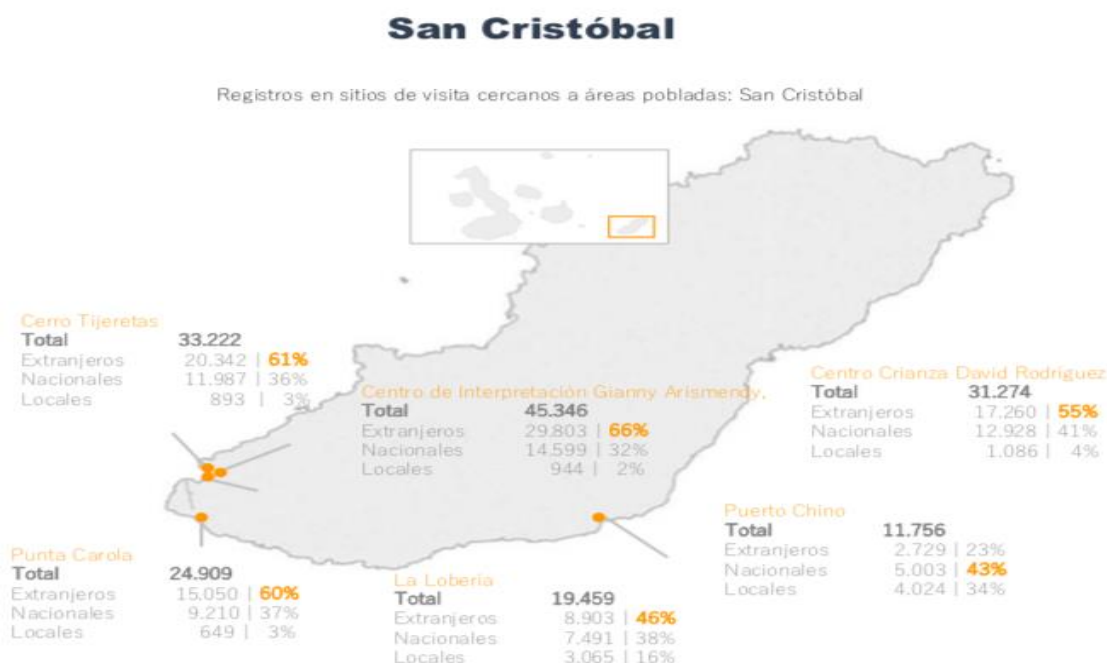 San Cristóbal
Registros en sitios de visita cercanos a áreas pobladas: San Cristóbal
Cerro Tijeretas
Total 33.222
Extranjeros 20.342 | 61%
Nacionales 11.987 | 36%
Locales 893 | 3%
Centro de Interpretación Gianny Arismendy,
Total 45.346
Extranjeros 29.803 | 66%
Nacionales 14.599 | 32%
Locales 944 | 2%
Centro Crianza David Rodriguez
Total 31.274
Extranjeros 17.260 | 55%
Nacionales 12.928 | 41%
Locales 1.086 | 4%
Puerto Chino
Total 11.756
Extranjeros 2.729 | 23%
Nacionales 5.003 | 43%
Locales 4.024 | 34%
Punta Carola
Total 24.909
Extranjeros 15.050 | 60%
Nacionales 9.210 | 37%
Locales 649 | 3%
La Loberia
Total 19.459
Extranjeros 8.903 | 46%
Nacionales 7.491 | 38%
Locales 3.065 | 16%